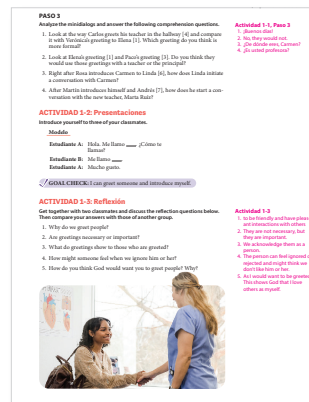 PASO 3
Analyze the minidialogs and answer the following comprehension questions.
1. Look at the way Carlos greets his teacher in the hallway [4] and compare
it with Verónica's greeting to Elena [1]. Which greeting do you think is
more formal?
2. Look at Elena's greeting [1] and Paco's greeting [3]. Do you think they
would use those greetings with a teacher or the principal?
3. Right after Rosa introduces Carmen to Linda [6], how does Linda initiate
a conversation with Carmen?
4. After Martín introduces himself and Andrés [7], how does he start a con-
versation with the new teacher, Marta Ruiz?
ACTIVIDAD 1-2: Presentaciones
Introduce yourself to three of your classmates.
Modelo
Estudiante A: Hola. Me llamo ___. ¿Cómo te
llamas?
Estudiante B: Me llamo ___.
Estudiante A: Mucho gusto.
GOAL CHECK: I can greet someone and introduce myself.
ACTIVIDAD 1-3: Reflexión
Get together with two classmates and discuss the reflection questions below.
Then compare your answers with those of another group.
1. Why do we greet people?
2. Are greetings necessary or important?
3. What do greetings show to those who are greeted?
4. How might someone feel when we ignore him or her?
5. How do you think God would want you to greet people? Why?
Actividad 1-1, Paso 3
1. ¡Buenos días!
2. No, they would not.
3. ¿De dónde eres, Carmen?
4. ¿Es usted profesora?
Actividad 1-3
1. to be friendly and have pleas
ant interactions with others
2. They are not necessary, but
they are important.
3. We acknowledge them as a
person.
4. The person can feel ignored o
rejected and might think we
don't like him or her.
5. As I would want to be greeted
This shows God that I love
others as myself.